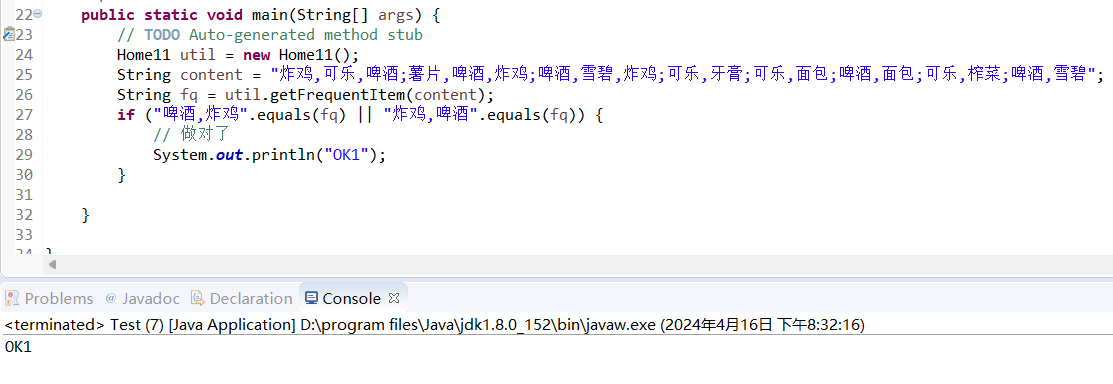 22 public static void main(String[] args) {
23 // TODO Auto-generated method stub
24 Home11 util = new Home11();
25 String content = "炸鸡,可乐,啤酒;薯片,啤酒,炸鸡;啤酒,雪碧,炸鸡;可乐,牙膏;可乐,面包;啤酒,面包;可乐,榨菜;啤酒,雪碧";
26 String fq = util.getFrequentItem(content);
27 if ("啤酒,炸鸡".equals(fq) || "炸鸡,啤酒".equals(fq)) {
28 // 做对了
29 System.out.println("OK1");
30 }
31
32 }
33
Problems @ Javadoc Declaration Console
<terminated> Test (7) [Java Application] D:\program files\Java\jdk1.8.0_152\bin\javaw.exe (2024年4月16日 下午8:32:16)
OK1